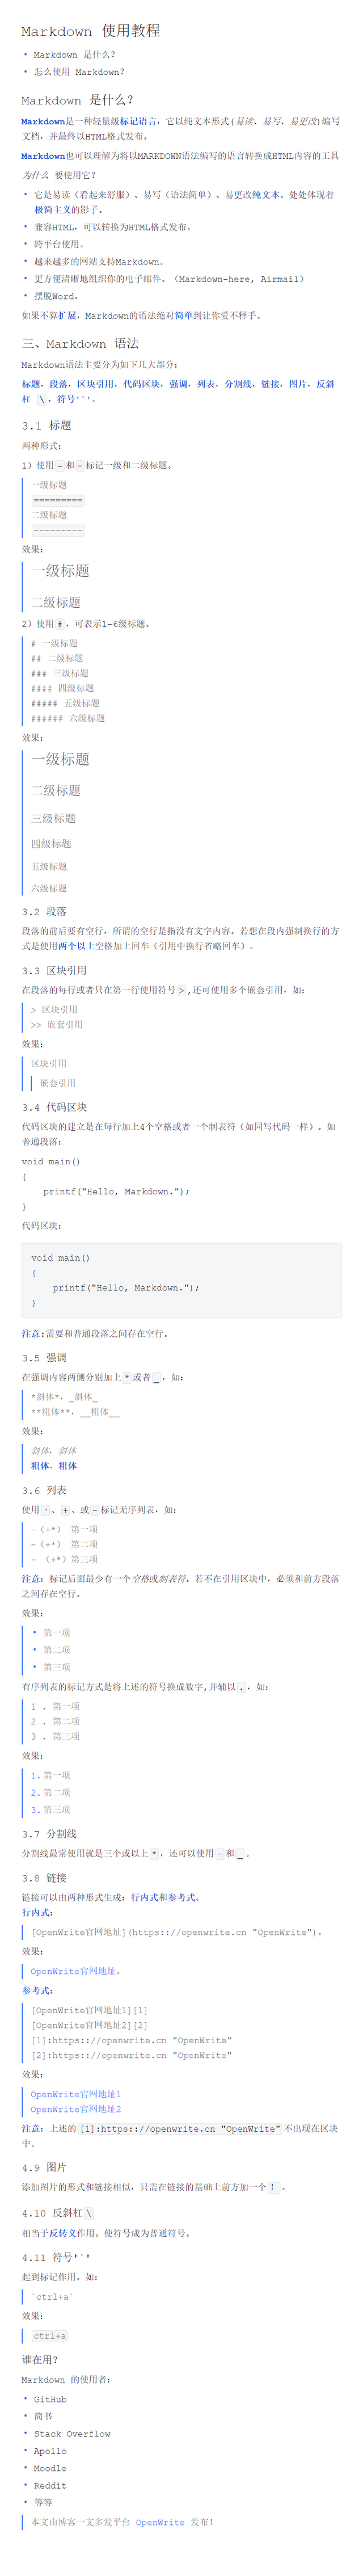 Markdown 使用教程
Markdown 是什么？
怎么使用 Markdown？
Markdown 是什么？
Markdown是一种轻量级标记语言，它以纯文本形式(易读、易写、易更改)编写
文档，并最终以HTML格式发布。
Markdown也可以理解为将以MARKDOWN语法编写的语言转换成HTML内容的工具
为什么 要使用它？
它是易读（看起来舒服）、易写（语法简单）、易更改纯文本。处处体现着
极简主义的影子。
兼容HTML，可以转换为HTML格式发布。
跨平台使用。
越来越多的网站支持Markdown。
更方便清晰地组织你的电子邮件。（Markdown-here, Airmail）
摆脱Word。
如果不算扩展，Markdown的语法绝对简单到让你爱不释手。
三、Markdown 语法
Markdown语法主要分为如下几大部分：
标题，段落，区块引用，代码区块，强调，列表，分割线，链接，图片，反斜
杠 \，符号'`'。
3.1 标题
两种形式：
1）使用=和-标记一级和二级标题。
一级标题
=========
二级标题
---------
效果：
一级标题
二级标题
2）使用#，可表示1-6级标题。
# 一级标题
## 二级标题
### 三级标题
#### 四级标题
##### 五级标题
###### 六级标题
效果：
一级标题
二级标题
三级标题
四级标题
五级标题
六级标题
3.2 段落
段落的前后要有空行，所谓的空行是指没有文字内容。若想在段内强制换行的方
式是使用两个以上空格加上回车（引用中换行省略回车）。
3.3 区块引用
在段落的每行或者只在第一行使用符号>,还可使用多个嵌套引用，如：
> 区块引用
>> 嵌套引用
效果：
区块引用
嵌套引用
3.4 代码区块
代码区块的建立是在每行加上4个空格或者一个制表符（如同写代码一样）。如
普通段落：
void main()
{
printf("Hello, Markdown.");
}
代码区块：
void main()
{
printf("Hello, Markdown.");
}
注意:需要和普通段落之间存在空行。
3.5 强调
在强调内容两侧分别加上*或者_，如：
*斜体*，_斜体_
**粗体**，__粗体__
效果：
斜体，斜体
粗体，粗体
3.6 列表
使用·、+、或-标记无序列表，如：
-（+*） 第一项
-（+*） 第二项
- （+*）第三项
注意：标记后面最少有一个空格或制表符。若不在引用区块中，必须和前方段落
之间存在空行。
效果：
第一项
第二项
第三项
有序列表的标记方式是将上述的符号换成数字,并辅以.，如：
1 . 第一项
2 . 第二项
3 . 第三项
效果：
1.第一项
2.第二项
3.第三项
3.7 分割线
分割线最常使用就是三个或以上*，还可以使用-和_。
3.8 链接
链接可以由两种形式生成：行内式和参考式。
行内式：
[OpenWrite官网地址](https:://openwrite.cn "OpenWrite")。
效果：
OpenWrite官网地址。
参考式：
[OpenWrite官网地址1][1]
[OpenWrite官网地址2][2]
[1]:https:://openwrite.cn "OpenWrite"
[2]:https:://openwrite.cn "OpenWrite"
效果：
OpenWrite官网地址1
OpenWrite官网地址2
注意：上述的[1]:https:://openwrite.cn "OpenWrite"不出现在区块
中。
4.9 图片
添加图片的形式和链接相似，只需在链接的基础上前方加一个！。
4.10 反斜杠\
相当于反转义作用。使符号成为普通符号。
4.11 符号'`'
起到标记作用。如：
`ctrl+a`
效果：
ctrl+a
谁在用？
Markdown 的使用者：
GitHub
简书
Stack Overflow
Apollo
Moodle
Reddit
等等
本文由博客一文多发平台 OpenWrite 发布！